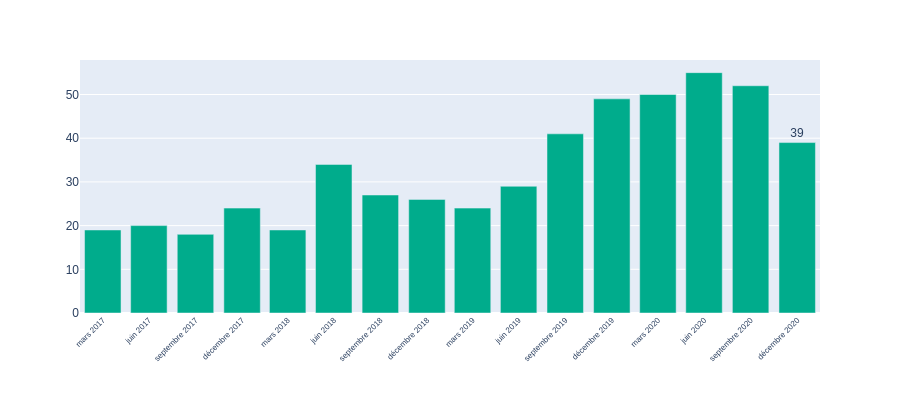 50
40
30
20
10
0
39
mars 2017
juin 2017
septembre 2017
décembre 2017
mars 2018
juin 2018
septembre 2018
décembre 2018
mars 2019
juin 2019
septembre 2019
décembre 2019
mars 2020
juin 2020
septembre 2020
décembre 2020